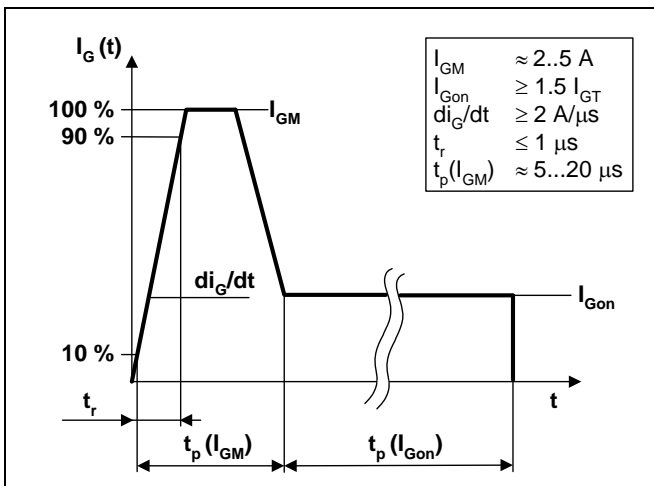 I_G (t)
100 %
90 %
I_GM
di_G/dt
10 %
I_Gon
t
t_r
t_p (I_GM)
t_p (I_Gon)
I_GM ≈ 2..5 A
I_Gon ≥ 1.5 I_GT
di_G/dt ≥ 2 A/μs
t_r ≤ 1 μs
t_p(I_GM) ≈ 5...20 μs